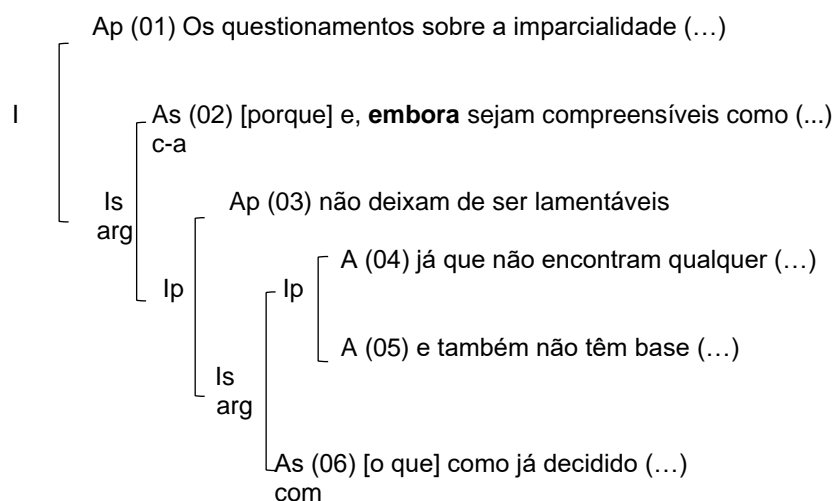 Ap (01) Os questionamentos sobre a imparcialidade (…)
I
As (02) [porque] e, embora sejam compreensíveis como (...)
c-a
Is
arg
Ap (03) não deixam de ser lamentáveis
Ip
A (04) já que não encontram qualquer (…)
Ip
A (05) e também não têm base (…)
Is
arg
As (06) [o que] como já decidido (…)
com